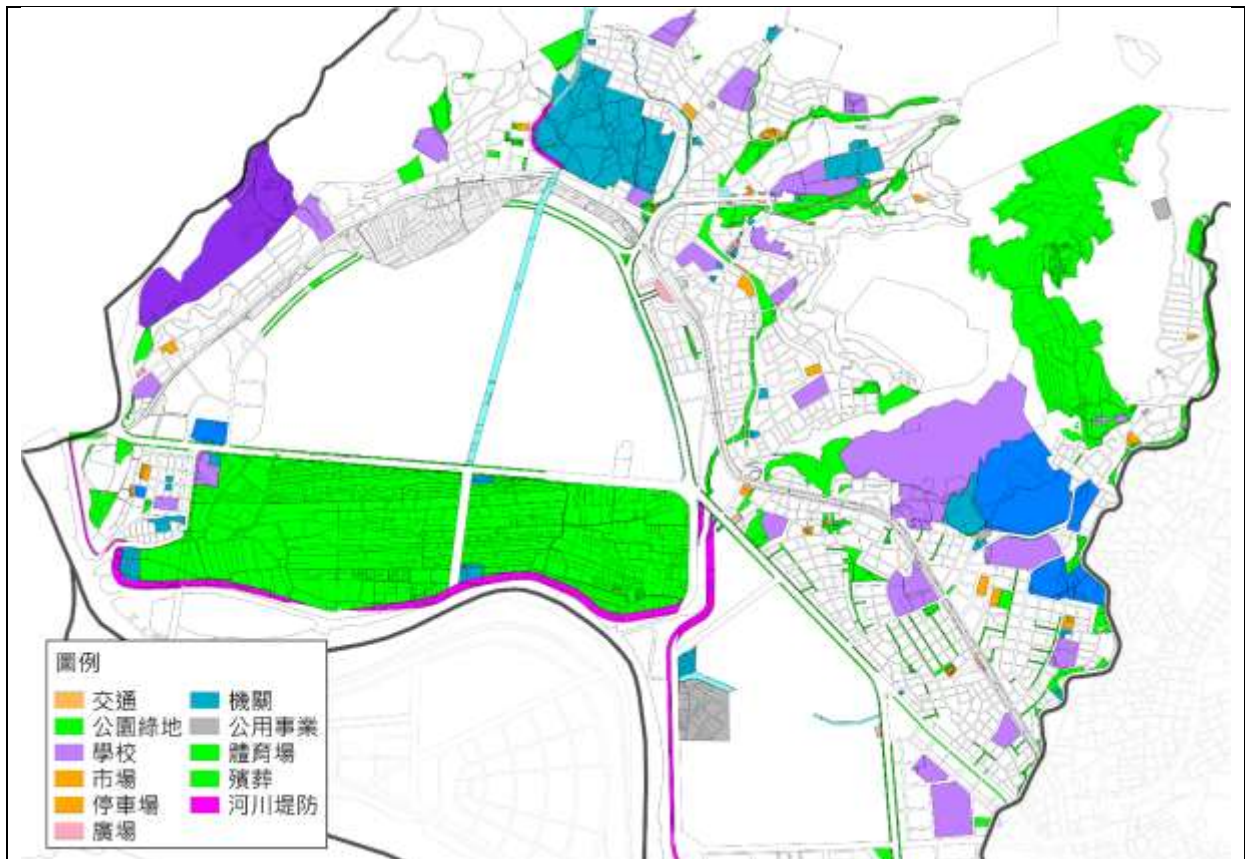 圖例
交通 機關
公園綠地 公用事業
學校 體育場
市場 殯葬
停車場 河川堤防
廣場